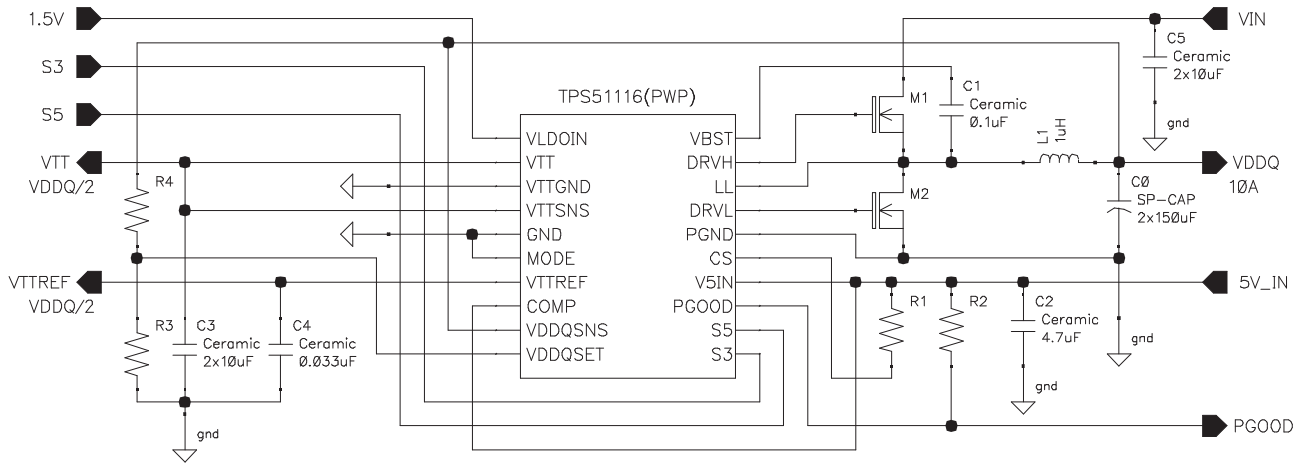 1.5V
S3
S5
VTT
VDDQ/2
VTTREF
VDDQ/2
R4
R3
C3
Ceramic
2x10uF
C4
Ceramic
0.033uF
gnd
TPS51116(PWP)
VLDOIN
VTT
VTTGND
VTTSNS
GND
MODE
VTTREF
COMP
VDDQSNS
VDDQSET
VBST
DRVH
LL
DRVL
PGND
CS
V5IN
PGOOD
S5
S3
M1
M2
C1
Ceramic
0.1uF
L1
1uH
VIN
C5
Ceramic
2x10uF
gnd
VDDQ
10A
C0
SP-CAP
2x150uF
5V_IN
R1
R2
C2
Ceramic
4.7uF
gnd
gnd
PGOOD